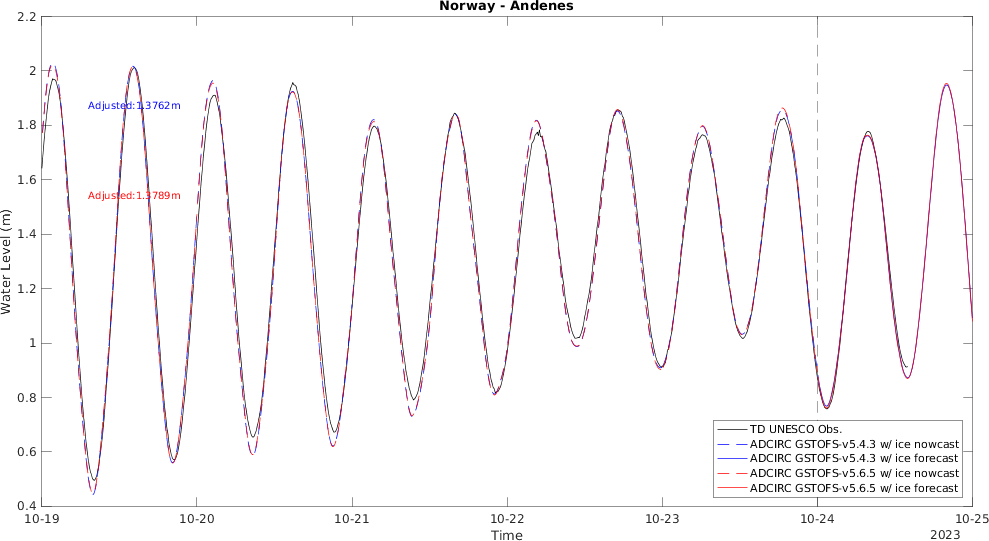 Norway - Andenes
2.2
2
1.8
1.6
1.4
1.2
1
0.8
0.6
0.4
Water Level (m)
Adjusted:1.3762m
Adjusted:1.3789m
TD UNESCO Obs.
ADCIRC GSTOFS-v5.4.3 w/ ice nowcast
ADCIRC GSTOFS-v5.4.3 w/ ice forecast
ADCIRC GSTOFS-v5.6.5 w/ ice nowcast
ADCIRC GSTOFS-v5.6.5 w/ ice forecast
10-19 10-20 10-21 10-22 10-23 10-24 10-25
Time
2023